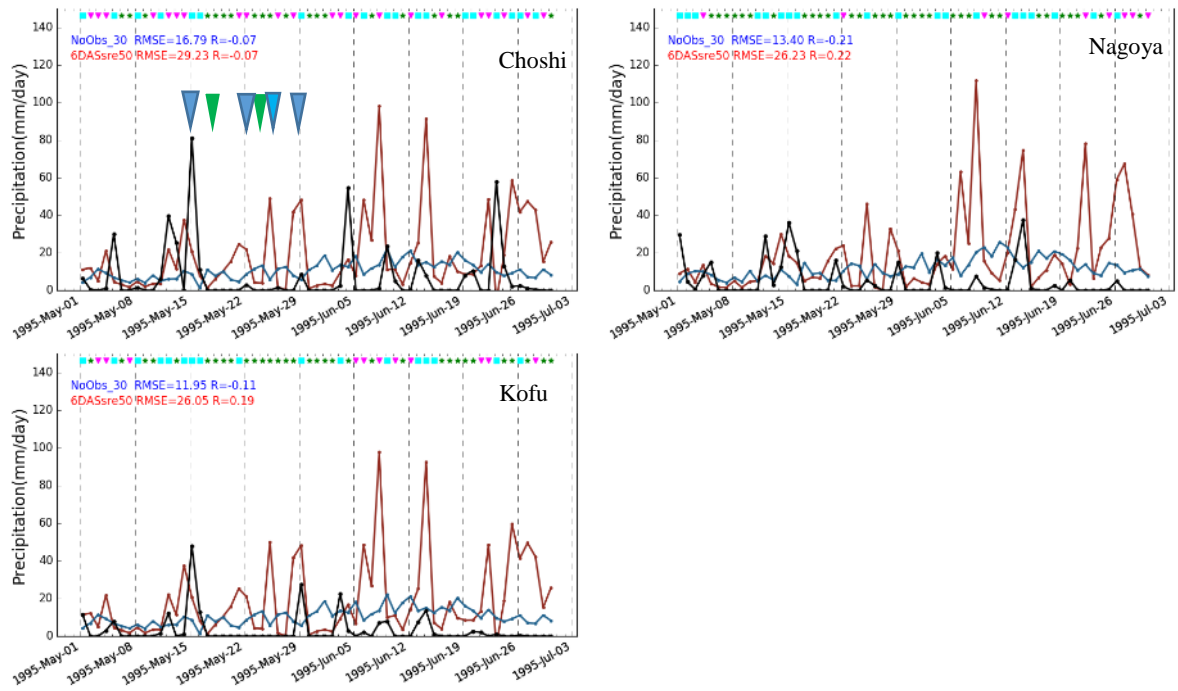 140
120
100
80
60
40
20
0
Precipitation(mm/day)
NoObs_30 RMSE=16.79 R=-0.07
6DASsre50 RMSE=29.23 R=-0.07
Choshi
1995-May-01
1995-May-08
1995-May-15
1995-May-22
1995-May-29
1995-Jun-05
1995-Jun-12
1995-Jun-19
1995-Jun-26
1995-Jul-03
140
120
100
80
60
40
20
0
Precipitation(mm/day)
NoObs_30 RMSE=13.40 R=-0.21
6DASsre50 RMSE=26.23 R=0.22
Nagoya
1995-May-01
1995-May-08
1995-May-15
1995-May-22
1995-May-29
1995-Jun-05
1995-Jun-12
1995-Jun-19
1995-Jun-26
1995-Jul-03
140
120
100
80
60
40
20
0
Precipitation(mm/day)
NoObs_30 RMSE=11.95 R=-0.11
6DASsre50 RMSE=26.05 R=0.19
Kofu
1995-May-01
1995-May-08
1995-May-15
1995-May-22
1995-May-29
1995-Jun-05
1995-Jun-12
1995-Jun-19
1995-Jun-26
1995-Jul-03